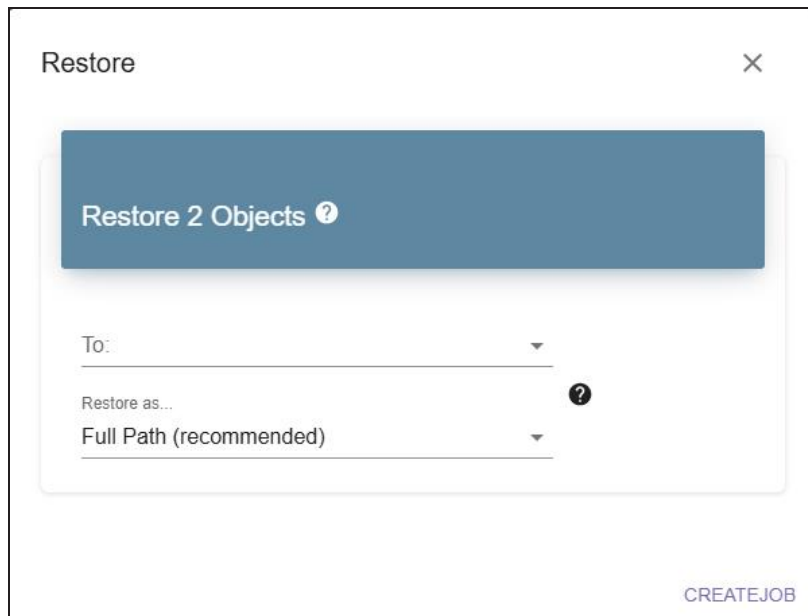 Restore
Restore 2 Objects ?
To:
Restore as...
Full Path (recommended)
?
CREATEJOB